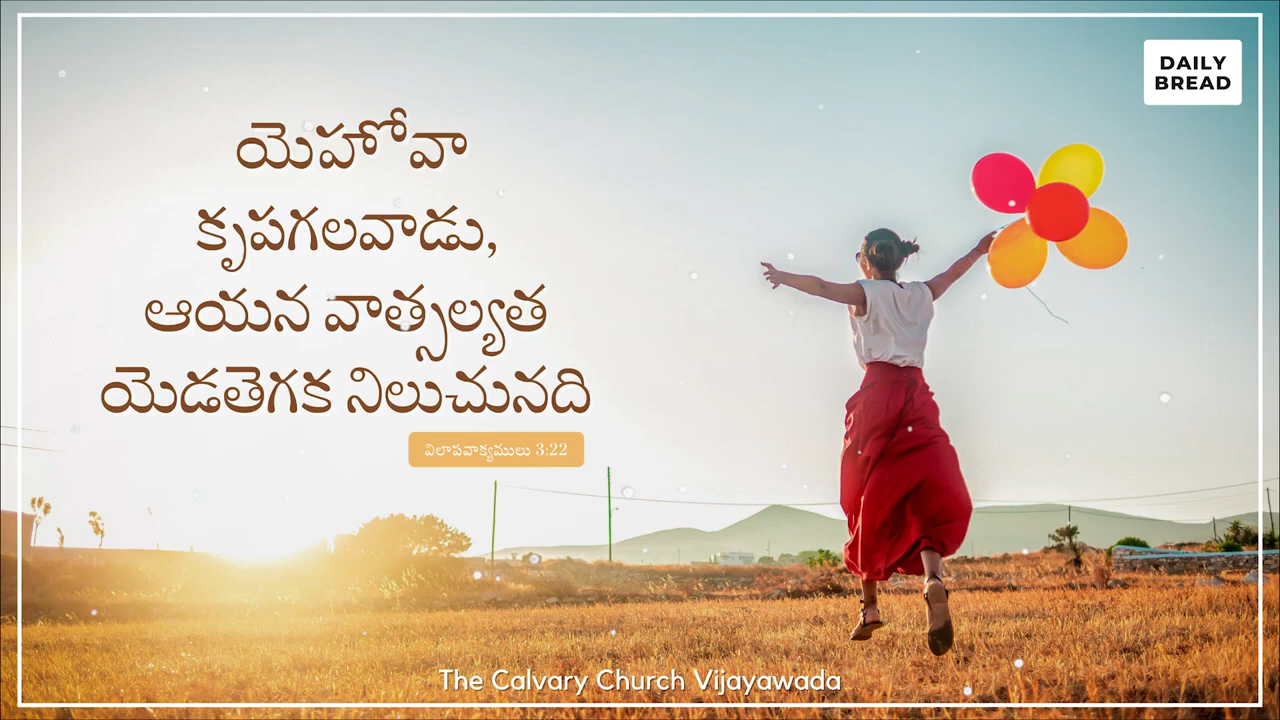 DAILY
BREAD
యెహోవా
కృపగలవాడు,
ఆయన వాత్సల్యత
యెడతెగక నిలుచునది
విలాపవాక్యములు 3:22
The Calvary Church Vijayawada